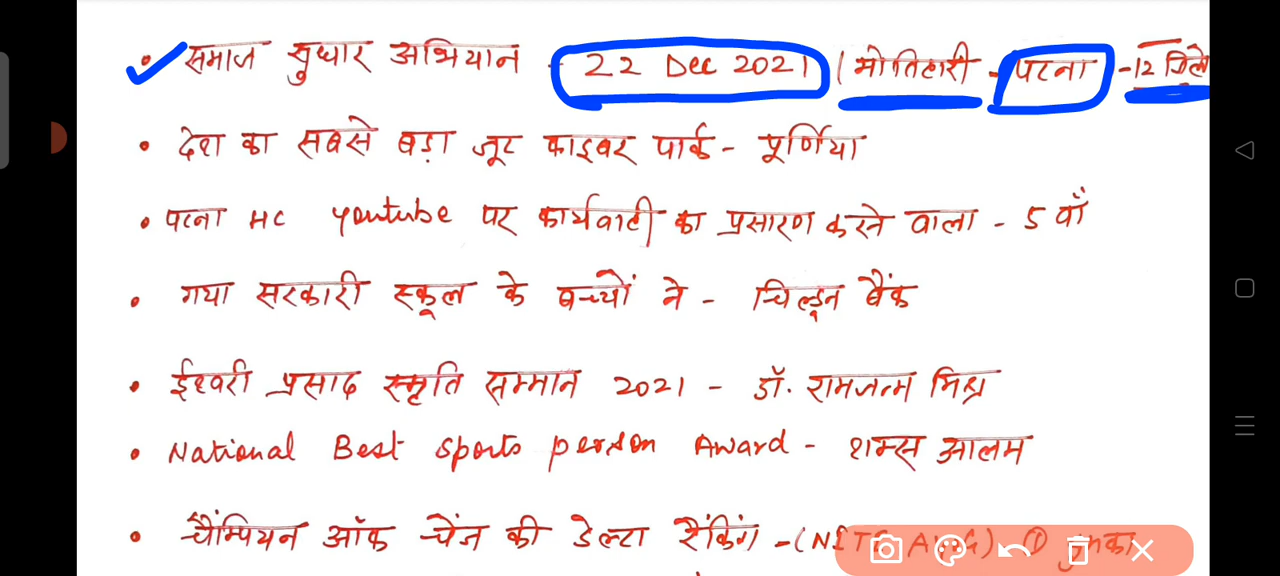 • समाज सुधार अभियान - 22 Dec 2021 ( मोतिहारी - पटना - 12 जिले
• देश का सबसे बड़ा जूट फाइबर पार्क - पूर्णिया
• पटना HC youtube पर कार्यवाही का प्रसारण करने वाला - 5 वाँ
• गया सरकारी स्कूल के बच्चों ने - चिल्ड्रन बैंक
• ईश्वरी प्रसाद स्मृति सम्मान 2021 - डॉ. रामजन्म मिश्र
• National Best Sports person Award - शम्स आलम
• चैंम्पियन ऑफ चेंज की डेल्टा रैंकिंग - (NITI